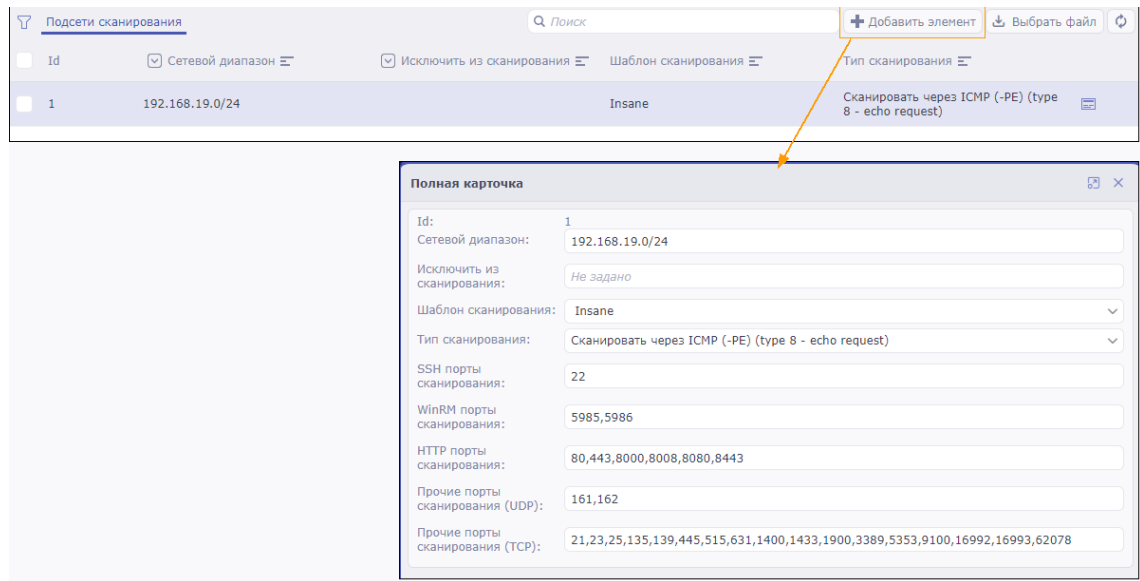 Подсети сканирования
Поиск
Добавить элемент
Выбрать файл
Id
Сетевой диапазон
Исключить из сканирования
Шаблон сканирования
Тип сканирования
1
192.168.19.0/24
Insane
Сканировать через ICMP (-PE) (type
8 - echo request)
Полная карточка
Id:
1
Сетевой диапазон:
192.168.19.0/24
Исключить из
сканирования:
Не задано
Шаблон сканирования:
Insane
Тип сканирования:
Сканировать через ICMP (-PE) (type 8 - echo request)
SSH порты
сканирования:
22
WinRM порты
сканирования:
5985,5986
HTTP порты
сканирования:
80,443,8000,8008,8080,8443
Прочие порты
сканирования (UDP):
161,162
Прочие порты
сканирования (TCP):
21,23,25,135,139,445,515,631,1400,1433,1900,3389,5353,9100,16992,16993,62078